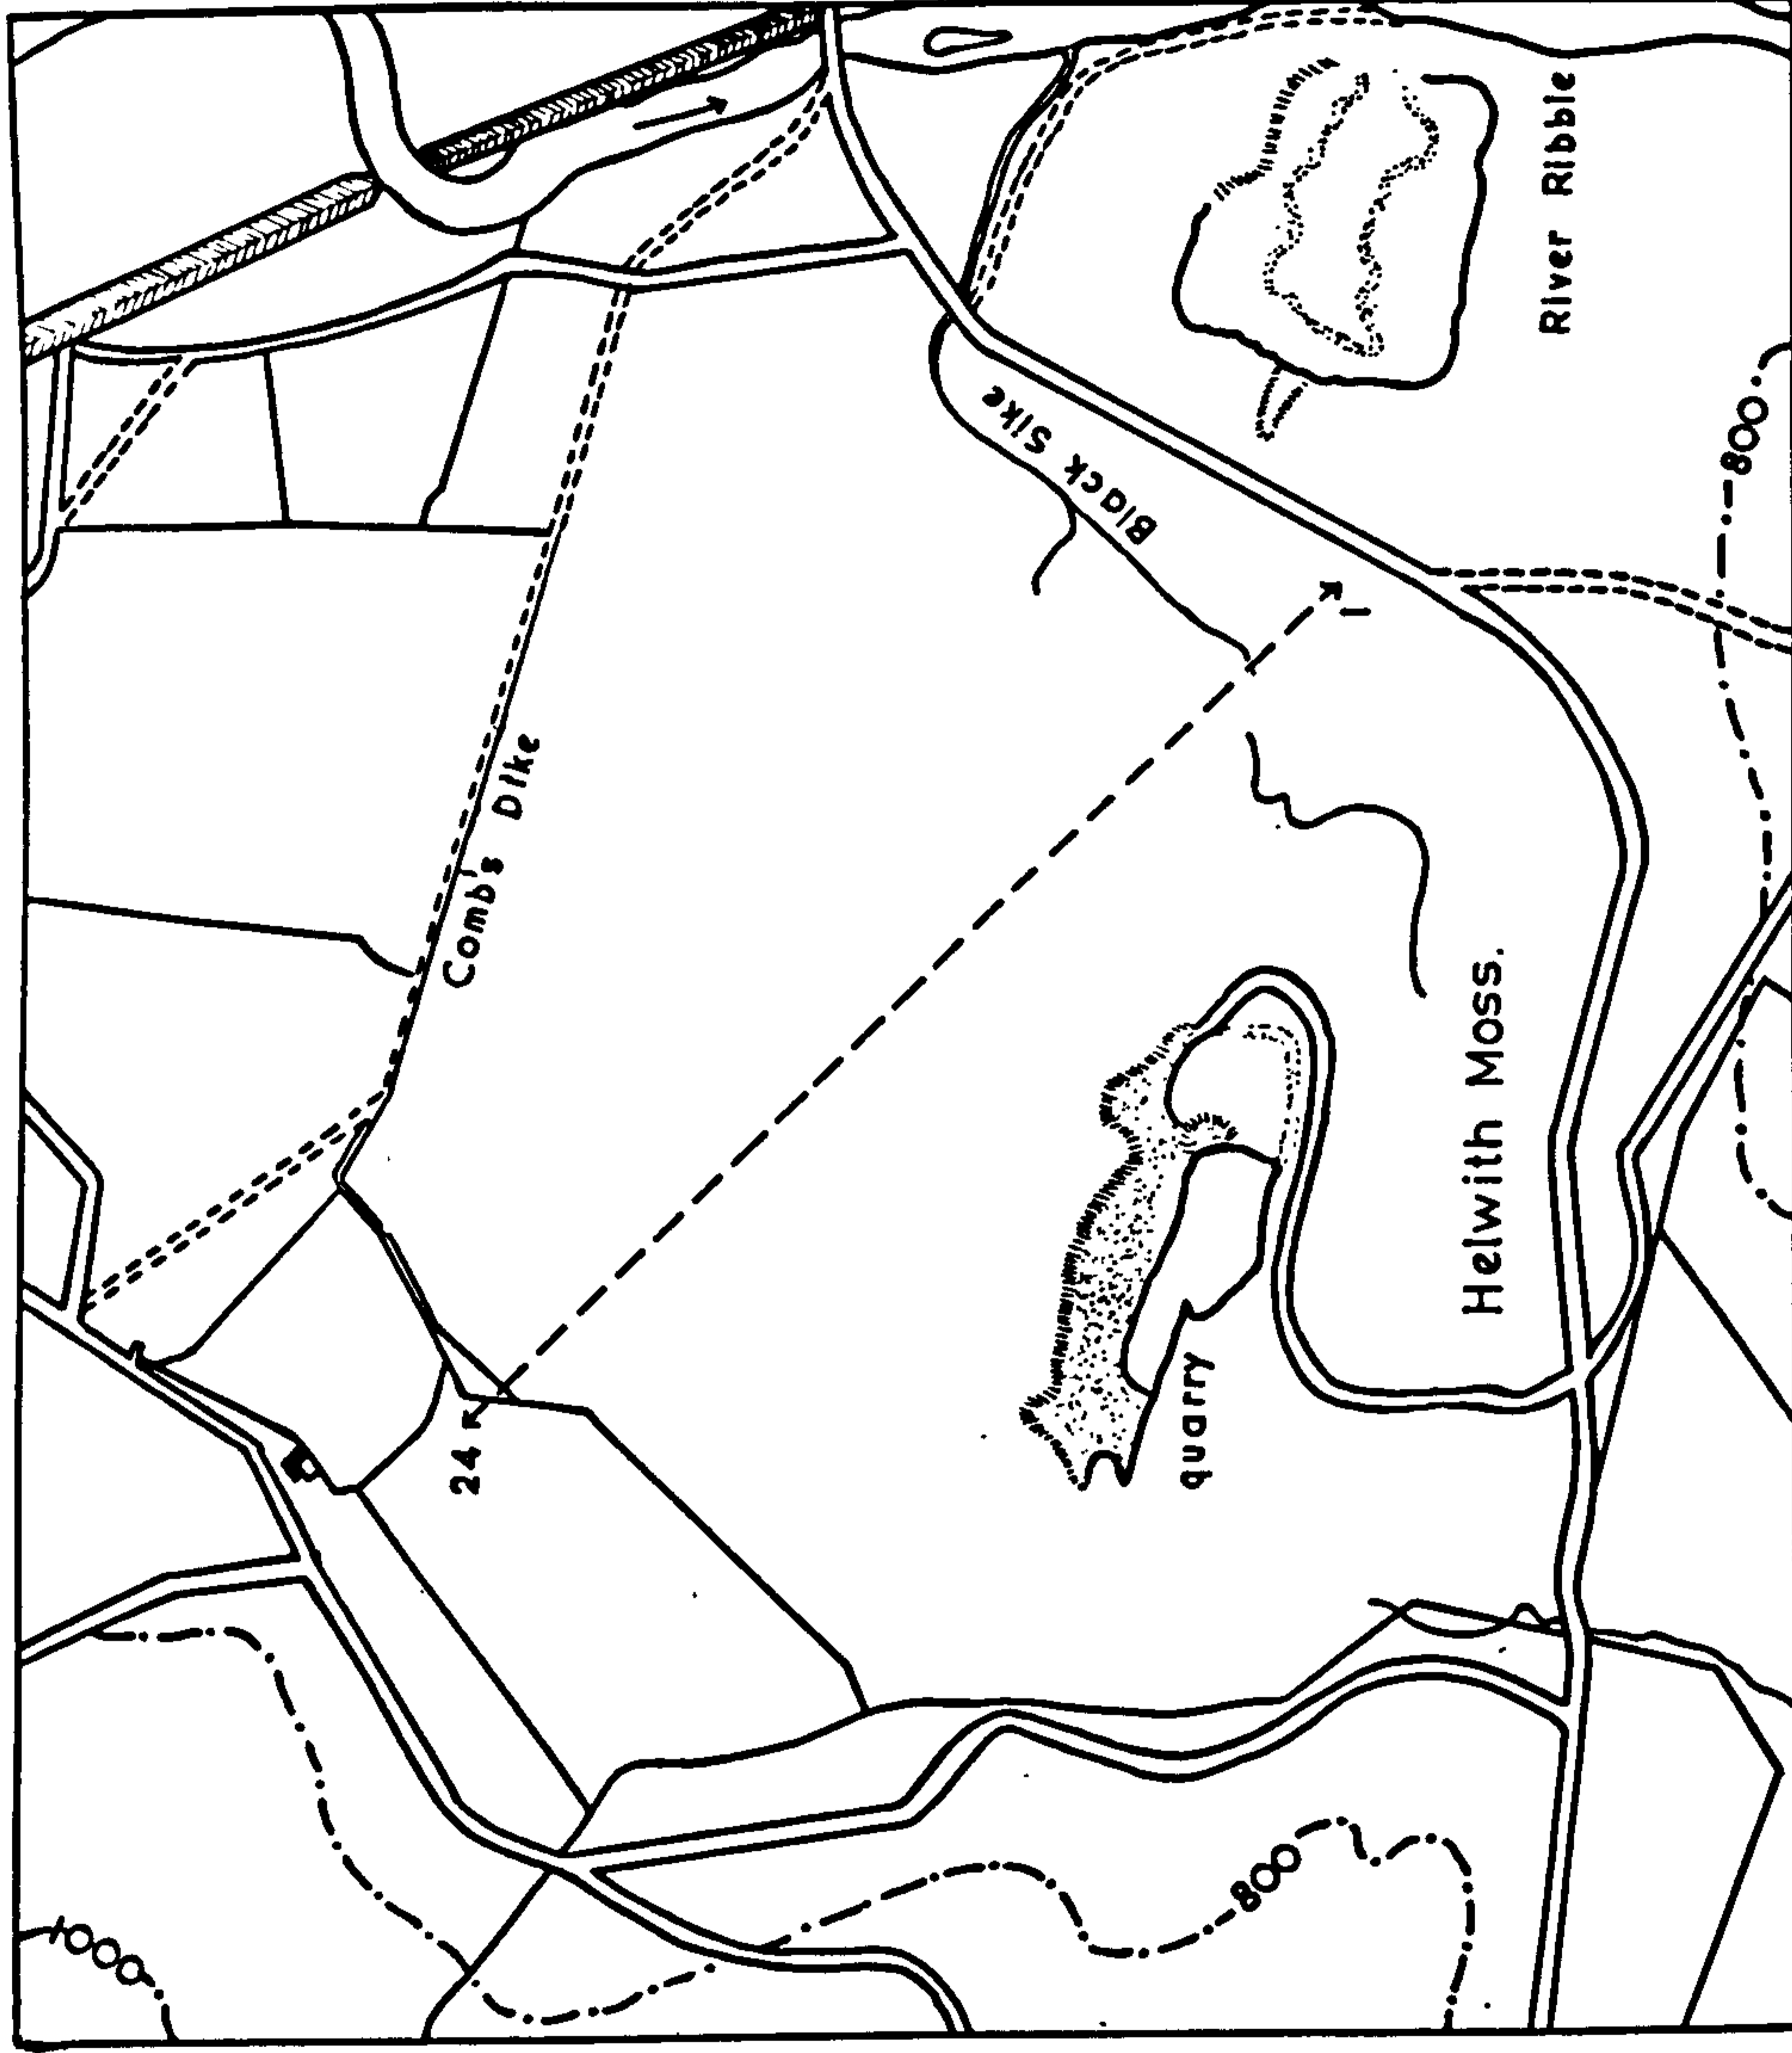 1000
24
Comb's Dike
800
quarry
Helwith Moss.
Black Sike
1
River Ribble
800